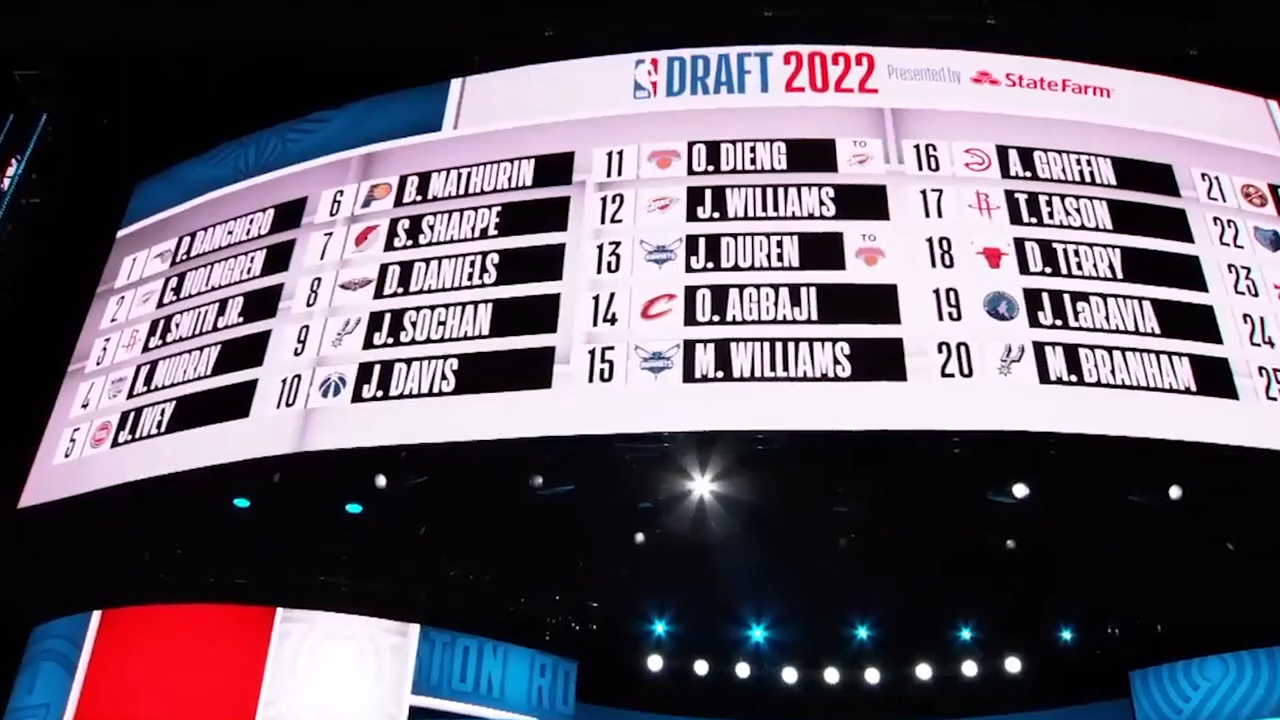 DRAFT 2022 Presented by StateFarm
1 P. BANCHERO
2 C. HOLMGREN
3 J. SMITH JR.
4 K. MURRAY
5 J. IVEY
6 B. MATHURIN
7 S. SHARPE
8 D. DANIELS
9 J. SOCHAN
10 J. DAVIS
11 O. DIENG TO
12 J. WILLIAMS
13 J. DUREN TO
14 O. AGBAJI
15 M. WILLIAMS
16 A. GRIFFIN
17 T. EASON
18 D. TERRY
19 J. LaRAVIA
20 M. BRANHAM
21
22
23
24
STON RO